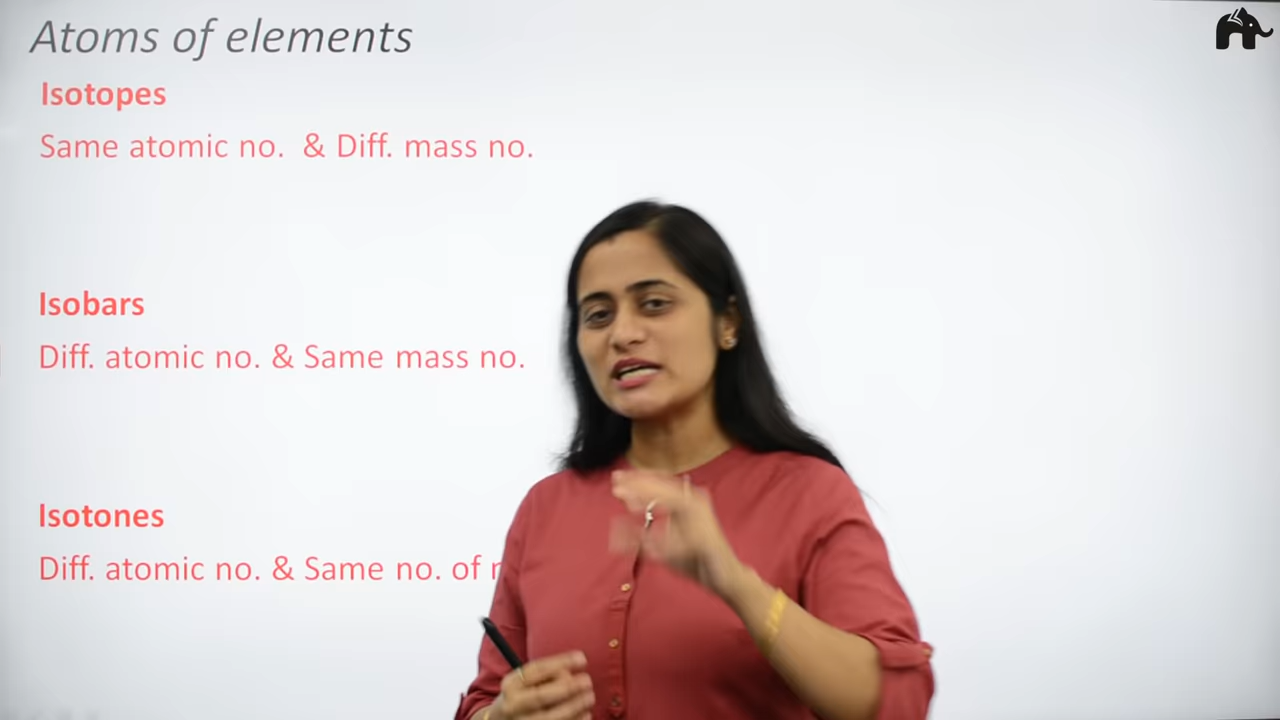 Atoms of elements
Isotopes
Same atomic no. & Diff. mass no.
Isobars
Diff. atomic no. & Same mass no.
Isotones
Diff. atomic no. & Same no. of